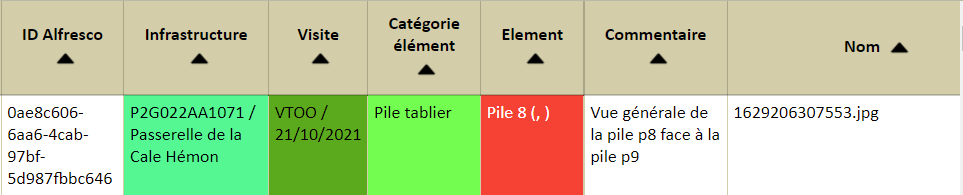 ID Alfresco
Infrastructure
Visite
Catégorie
élément
Element
Commentaire
Nom
0ae8c606-
6aa6-4cab-
97bf-
5d987fbbc646
P2G022AA1071 /
Passerelle de la
Cale Hémon
VTOO /
21/10/2021
Pile tablier
Pile 8 (, )
Vue générale de
la pile p8 face à la
pile p9
1629206307553.jpg